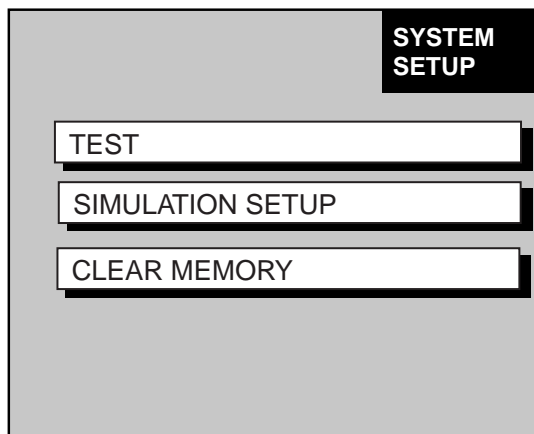 SYSTEM
SETUP
TEST
SIMULATION SETUP
CLEAR MEMORY